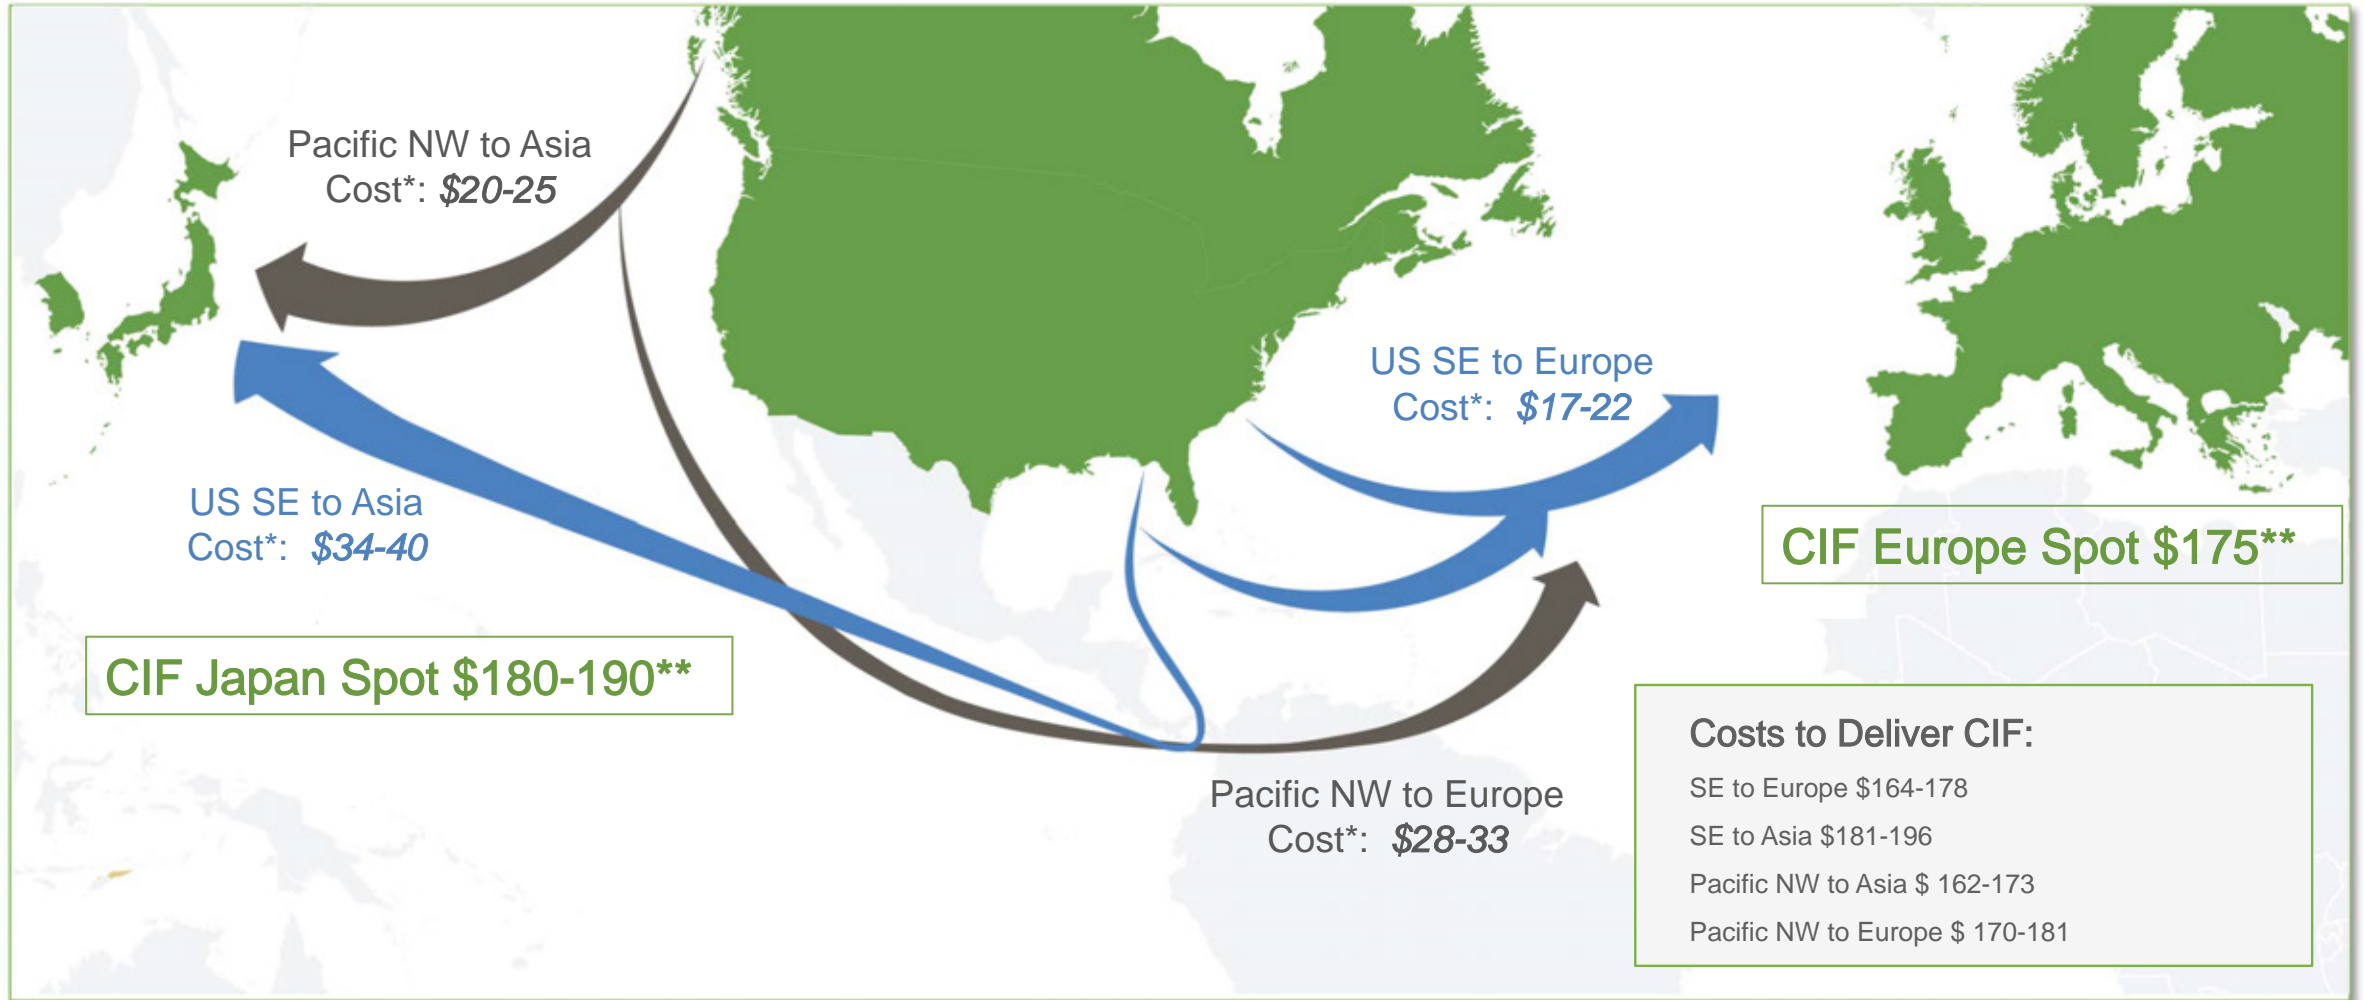 Pacific NW to Asia
Cost*: $20-25
US SE to Europe
Cost*: $17-22
US SE to Asia
Cost*: $34-40
CIF Europe Spot $175**
CIF Japan Spot $180-190**
Pacific NW to Europe
Cost*: $28-33
Costs to Deliver CIF:
SE to Europe $164-178
SE to Asia $181-196
Pacific NW to Asia $ 162-173
Pacific NW to Europe $ 170-181